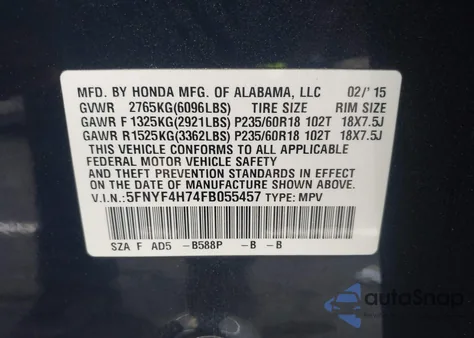 MFD. BY HONDA MFG. OF ALABAMA, LLC 02/'15
GVWR 2765KG(6096LBS) TIRE SIZE RIM SIZE
GAWR F 1325KG(2921LBS) P235/60R18 102T 18X7.5J
GAWR R 1525KG(3362LBS) P235/60R18 102T 18X7.5J
THIS VEHICLE CONFORMS TO ALL APPLICABLE
FEDERAL MOTOR VEHICLE SAFETY
AND THEFT PREVENTION STANDARDS IN EFFECT ON
THE DATE OF MANUFACTURE SHOWN ABOVE.
V.I.N.:5FNYF4H74FB055457 TYPE: MPV
SZA F AD5 -B588P -B -B
autoSnap